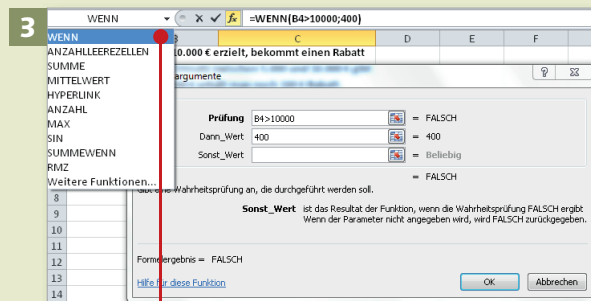 3
WENN =WENN(B4>10000;400)
B C D E F
WENN
ANZAHLLEEREZELLEN
SUMME
MITTELWERT
HYPERLINK
ANZAHL
MAX
SIN
SUMMEWENN
RMZ
Weitere Funktionen...
10.000 € erzielt, bekommt einen Rabatt
argumente
Prüfung B4>10000 = FALSCH
Dann_Wert 400 = 400
Sonst_Wert = Beliebig
= FALSCH
Gibt eine Wahrheitsprüfung an, die durchgeführt werden soll.
Sonst_Wert ist das Resultat der Funktion, wenn die Wahrheitsprüfung FALSCH ergibt
Wenn der Parameter nicht angegeben wird, wird FALSCH zurückgegeben.
Formelergebnis = FALSCH
Hilfe für diese Funktion
OK Abbrechen
8
9
10
11
12
13
14